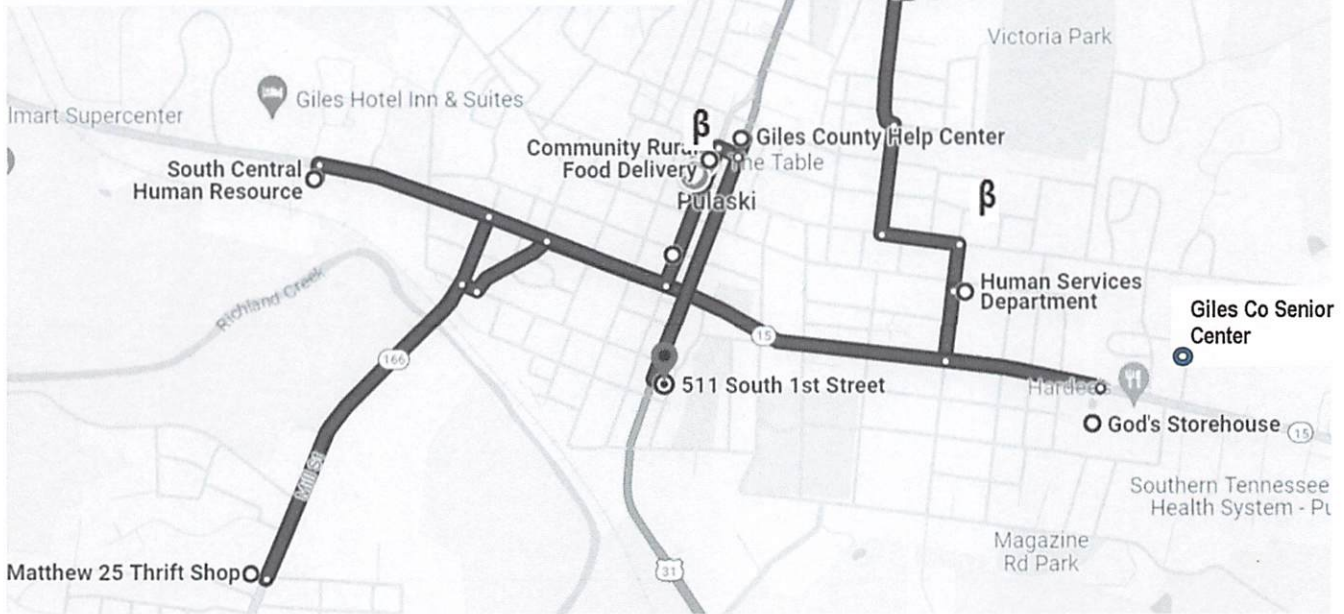 Victoria Park
lmart Supercenter
Giles Hotel Inn & Suites
β
Giles County Help Center
Community Rural
Food Delivery
The Table
South Central
Human Resource
Pulaski
β
Human Services
Department
Richland Creek
Giles Co Senior
Center
15
166
511 South 1st Street
Hardee's
God's Storehouse
15
Mill St
Southern Tennessee
Health System - Pu
Magazine
Rd Park
Matthew 25 Thrift Shop
31